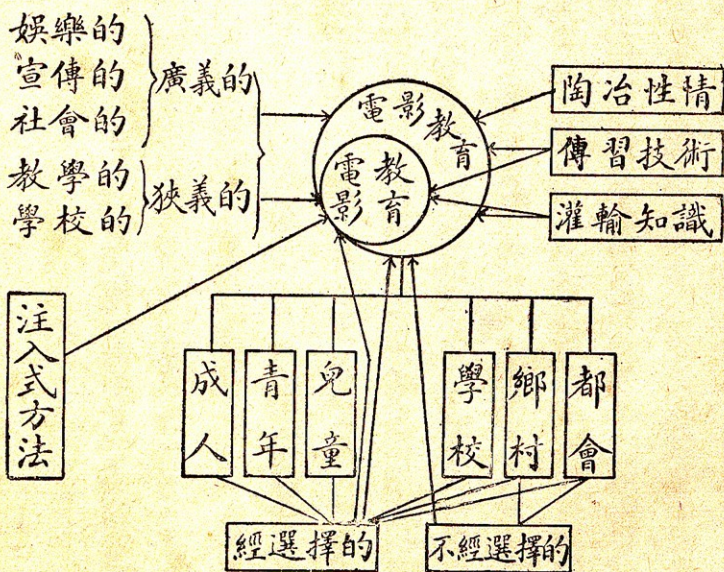 娛樂的
宣傳的
社會的
廣義的
教學的
學校的
狹義的
電影教育
電影
教育
陶冶性情
傳習技術
灌輸知識
注入式方法
成人
青年
兒童
學校
鄉村
都會
經選擇的
不經選擇的